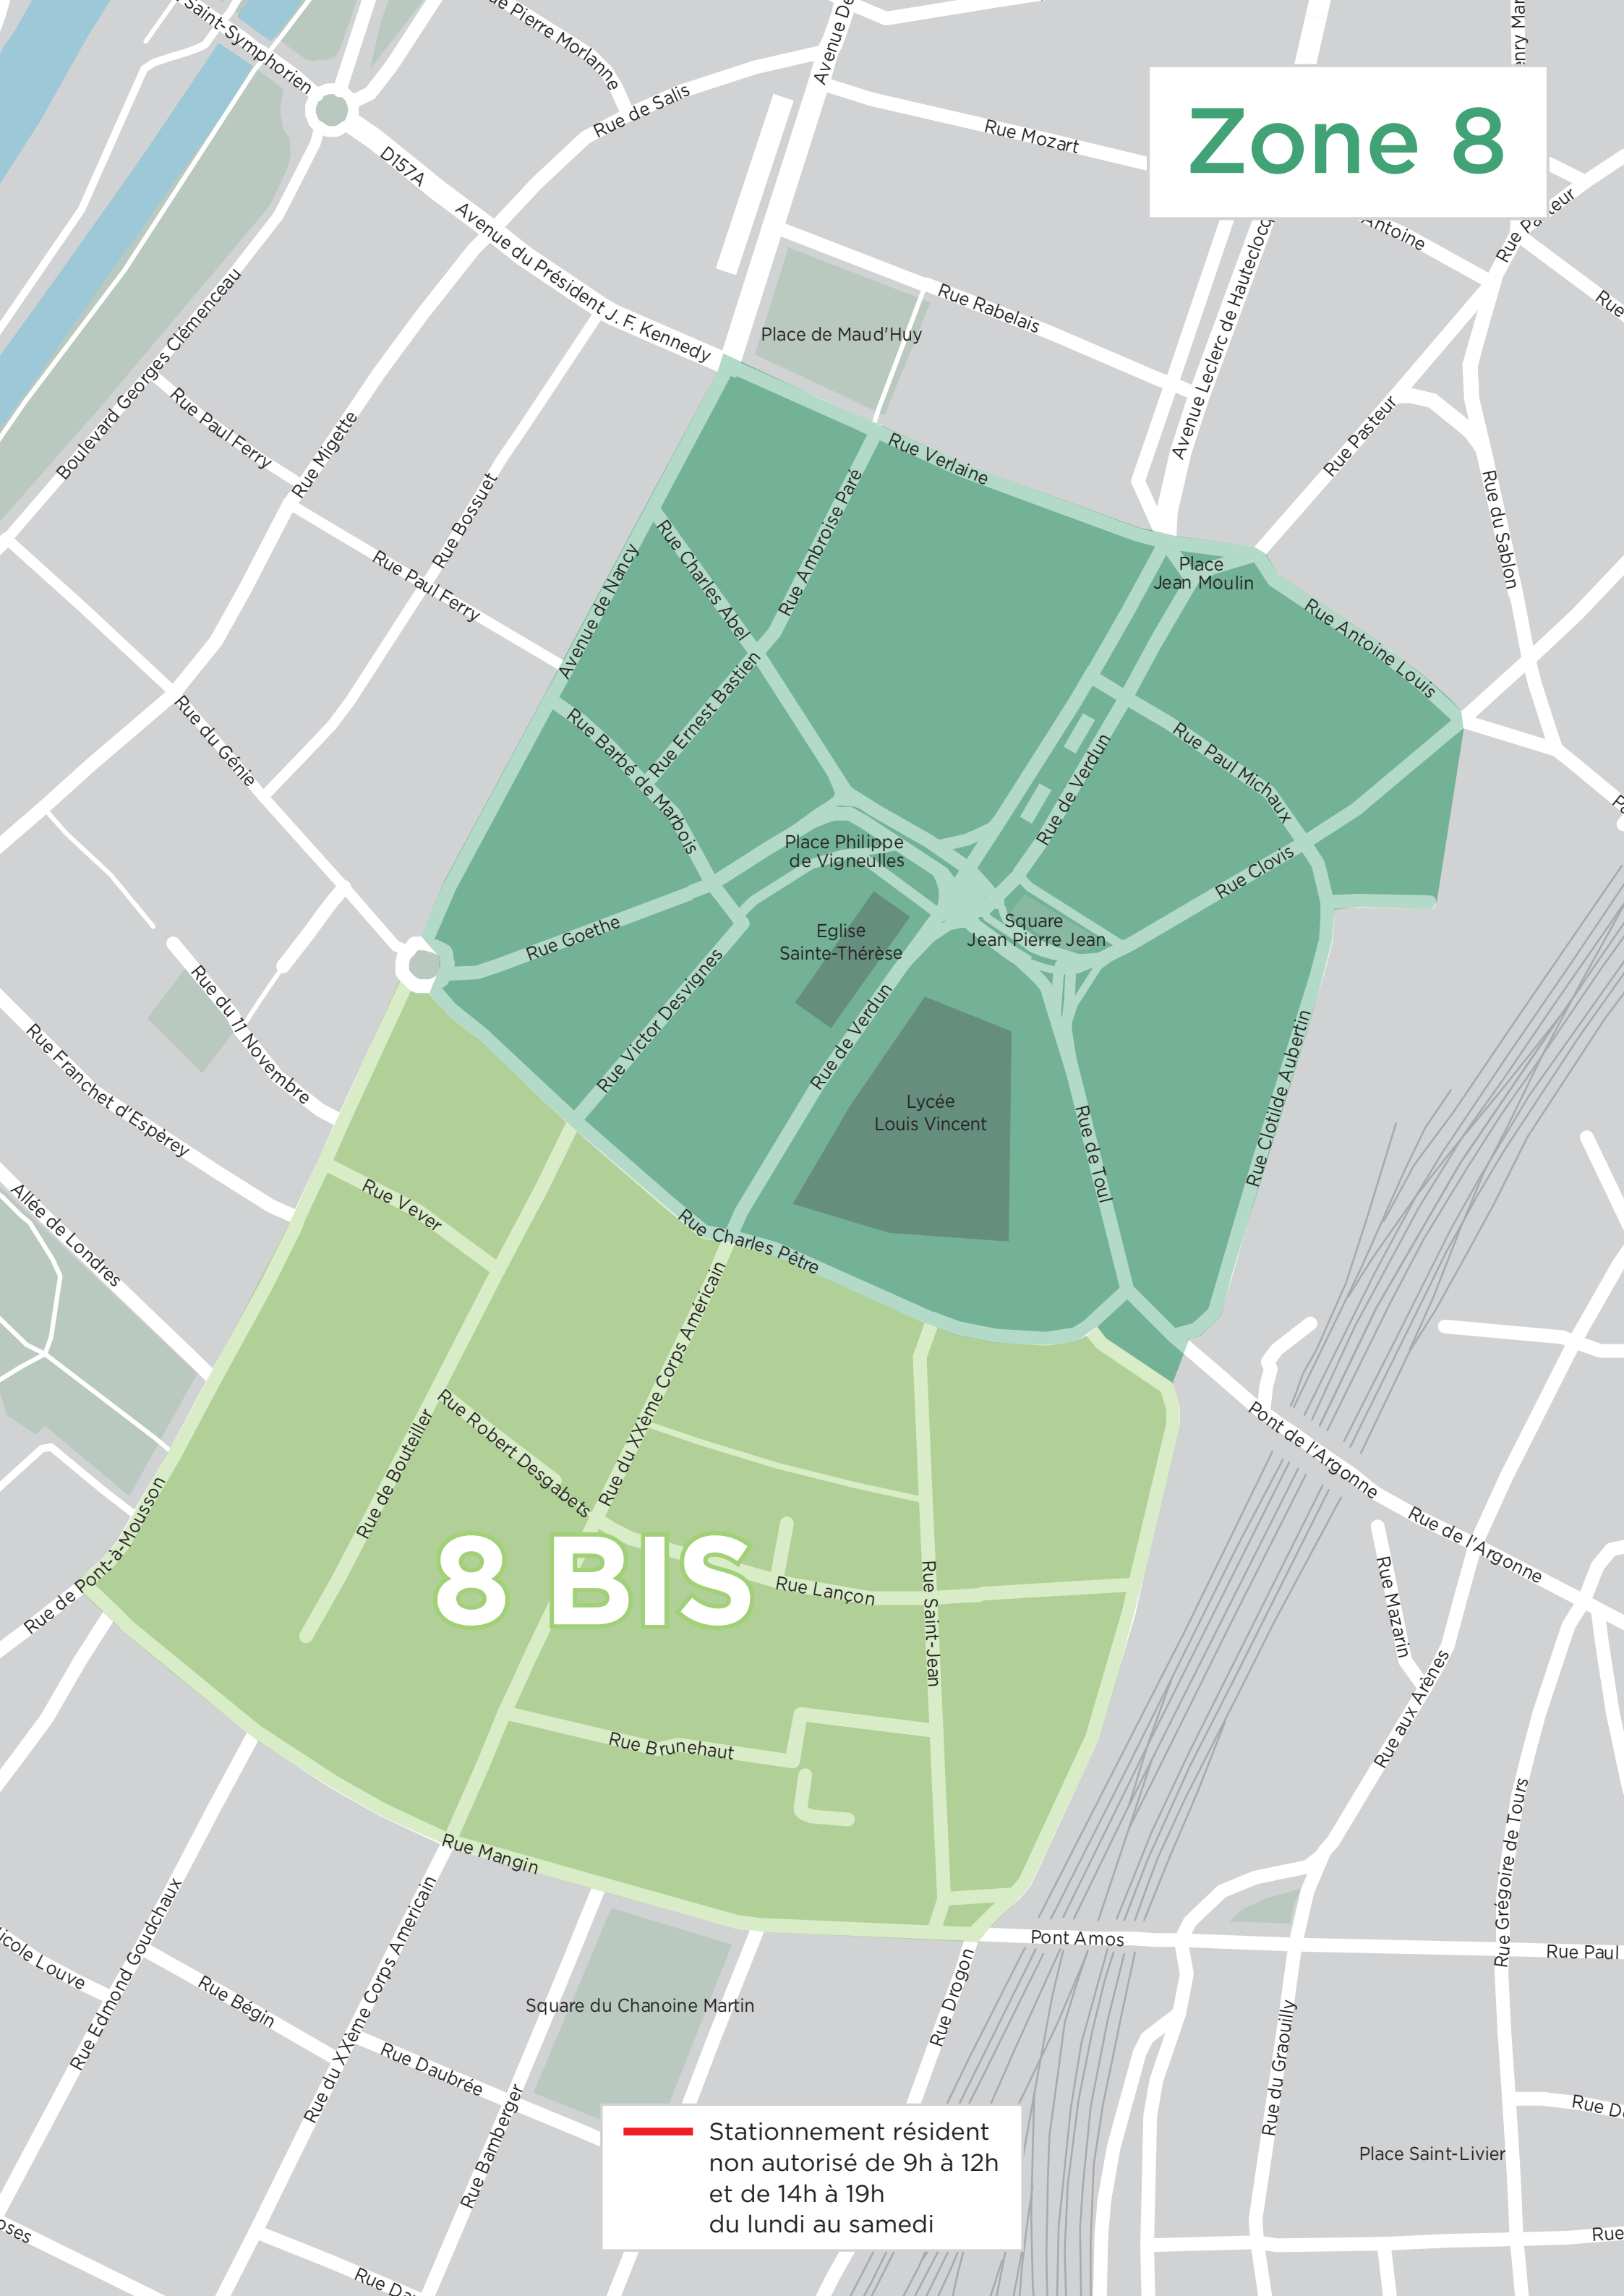 Zone 8
Saint-Symphorien
Rue de Salis
Rue Mozart
D157A
Avenue du Président J. F. Kennedy
Boulevard Georges Clémenceau
Place de Maud'Huy
Rue Rabelais
Avenue Leclerc de Hauteclocq
Antoine
Rue Pasteur
Rue Paul Ferry
Rue Migette
Rue Bossuet
Rue Paul Ferry
Rue Verlaine
Rue Pasteur
Rue du Sablon
Avenue de Nancy
Rue Charles Abel
Rue Ambroise Paré
Place
Jean Moulin
Rue Antoine Louis
Rue du Génie
Rue Barbé de Marbois
Rue Ernest Bastien
Rue Paul Michaux
Rue de Verdun
Place Philippe
de Vigneulles
Rue Clovis
Rue Goethe
Eglise
Sainte-Thérèse
Square
Jean Pierre Jean
Rue du 11 Novembre
Rue Victor Desvignes
Rue de Verdun
Rue Franchet d'Espèrey
Lycée
Louis Vincent
Rue de Toul
Rue Clotilde Aubertin
Allée de Londres
Rue Vever
Rue Charles Pêtre
Rue du XXème Corps Américain
Rue Robert Desgabets
Rue de Bouteiller
Pont de l'Argonne
Rue de l'Argonne
Rue de Pont-à-Mousson
8 BIS
Rue Lançon
Rue Saint-Jean
Rue Mazarin
Rue aux Arènes
Rue Brunehaut
Rue Mangin
Rue Grégoire de Tours
Pont Amos
Rue Paul
Rue Edmond Goudchaux
icole Louve
Rue Bégin
Rue du XXème Corps Americain
Square du Chanoine Martin
Rue Drogon
Rue Daubrée
Rue Bamberger
Rue du Graouilly
Place Saint-Livier
Stationnement résident
non autorisé de 9h à 12h
et de 14h à 19h
du lundi au samedi
oses
Rue